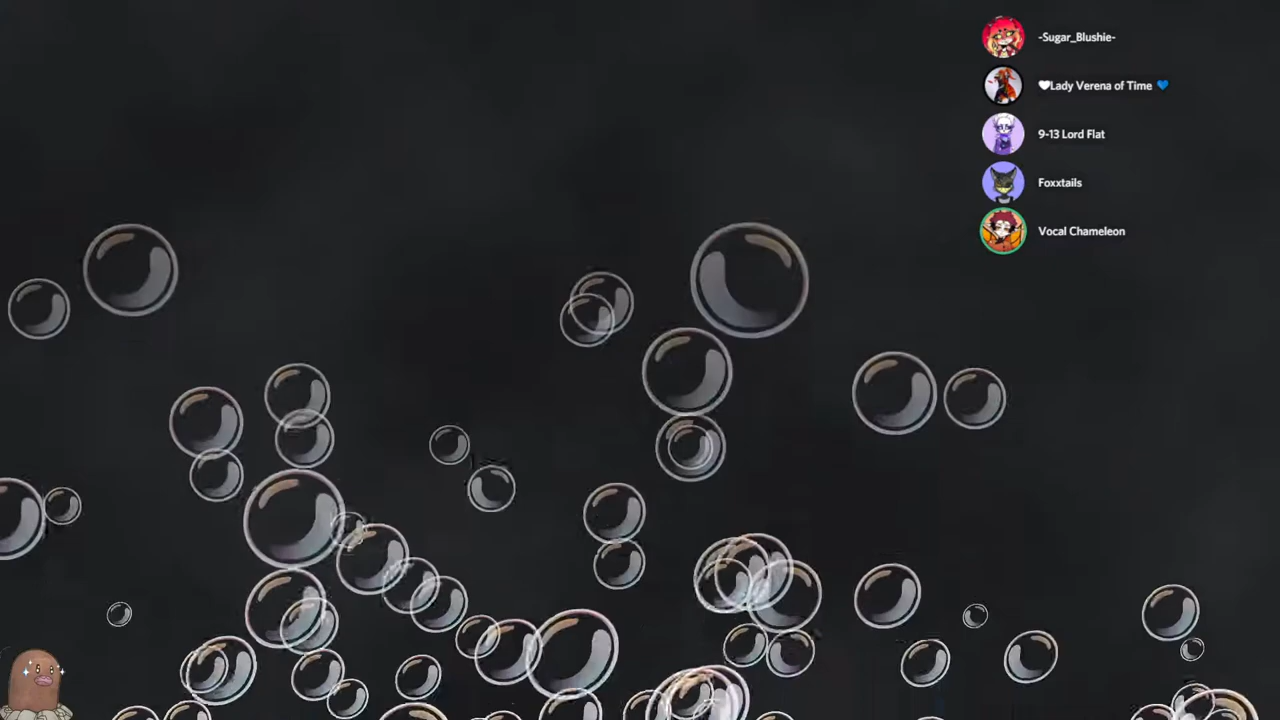 -Sugar_Blushie-
🤍Lady Verena of Time 💙
9-13 Lord Flat
Foxxtails
Vocal Chameleon